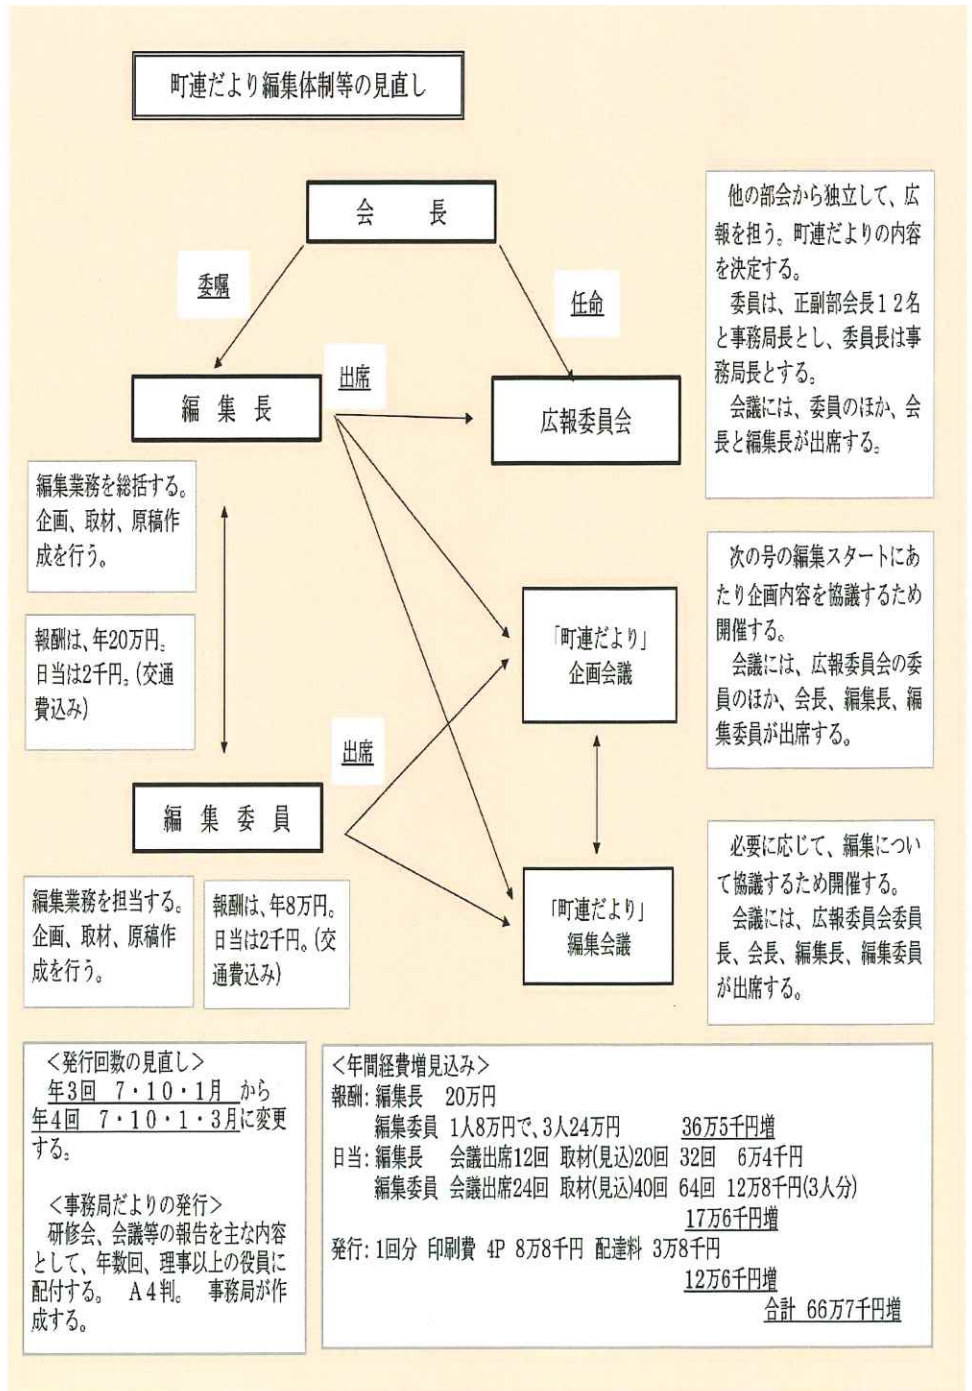 町連だより編集体制等の見直し
会　長
委嘱
任命
他の部会から独立して、広
報を担う。町連だよりの内容
を決定する。
委員は、正副部会長１２名
と事務局長とし、委員長は事
務局長とする。
会議には、委員のほか、会
長と編集長が出席する。
出席
編　集　長
広報委員会
編集業務を総括する。
企画、取材、原稿作
成を行う。
報酬は、年20万円。
日当は2千円。(交通
費込み)
次の号の編集スタートにあ
たり企画内容を協議するため
開催する。
会議には、広報委員会の委
員のほか、会長、編集長、編
集委員が出席する。
「町連だより」
企画会議
出席
編　集　委　員
編集業務を担当する。
企画、取材、原稿作
成を行う。
報酬は、年8万円。
日当は2千円。(交
通費込み)
「町連だより」
編集会議
必要に応じて、編集につい
て協議するため開催する。
会議には、広報委員会委員
長、会長、編集長、編集委員
が出席する。
＜発行回数の見直し＞
年3回　7・10・1月　から
年4回　7・10・1・3月に変更
する。
＜事務局だよりの発行＞
研修会、会議等の報告を主な内容
として、年数回、理事以上の役員に
配付する。　A４判。　事務局が作
成する。
＜年間経費増見込み＞
報酬: 編集長　20万円
編集委員 1人8万円で、3人24万円　36万5千円増
日当: 編集長　会議出席12回 取材(見込)20回 32回　6万4千円
編集委員 会議出席24回 取材(見込)40回 64回 12万8千円(3人分)
17万6千円増
発行: 1回分 印刷費 4P 8万8千円 配達料 3万8千円
12万6千円増
合計 66万7千円増